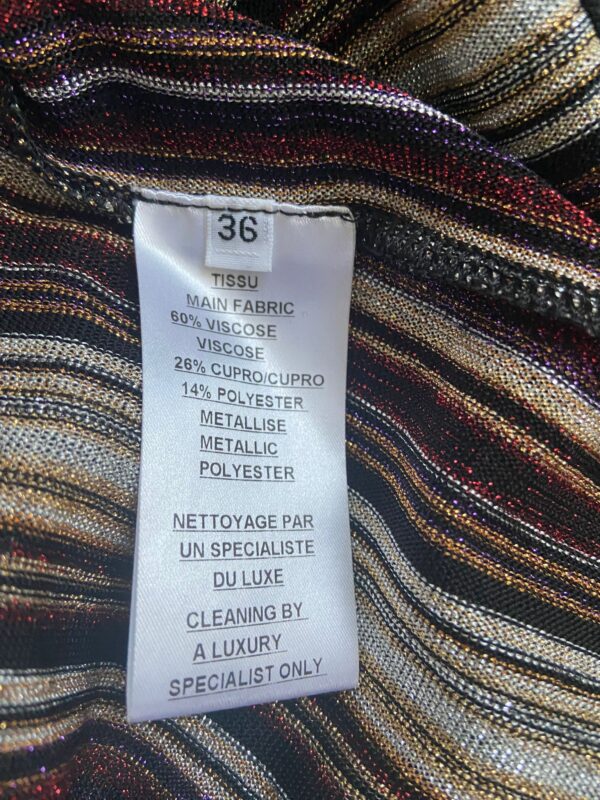 36
TISSU
MAIN FABRIC
60% VISCOSE
VISCOSE
26% CUPRO/CUPRO
14% POLYESTER
METALLISE
METALLIC
POLYESTER
NETTOYAGE PAR
UN SPECIALISTE
DU LUXE
CLEANING BY
A LUXURY
SPECIALIST ONLY